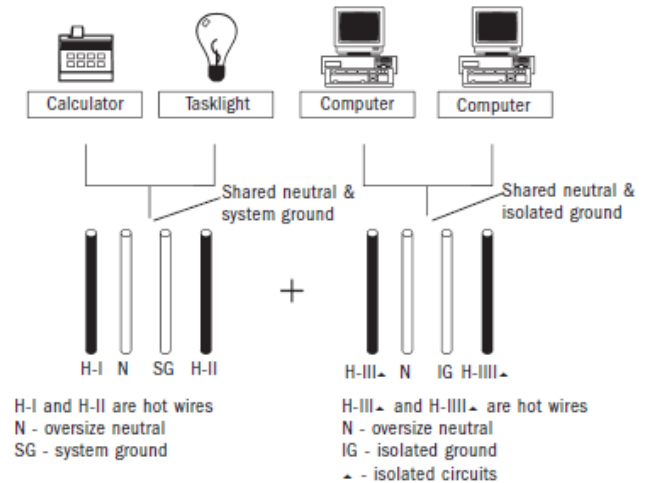 Calculator
Tasklight
Computer
Computer
Shared neutral &
system ground
Shared neutral &
isolated ground
+
H-I N SG H-II
H-III▲ N IG H-IIII▲
H-I and H-II are hot wires
N - oversize neutral
SG - system ground
H-III▲ and H-IIII▲ are hot wires
N - oversize neutral
IG - isolated ground
▲ - isolated circuits